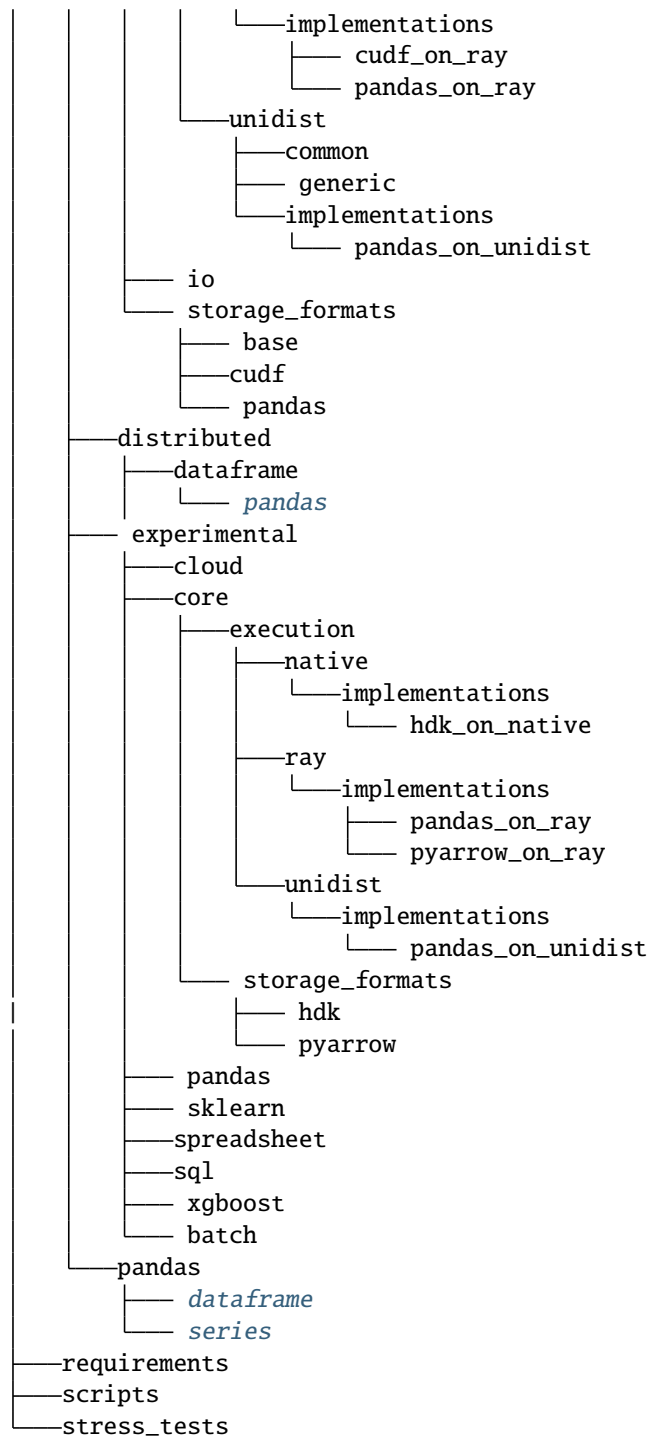 implementations
cudf_on_ray
pandas_on_ray
unidist
common
generic
implementations
pandas_on_unidist
io
storage_formats
base
cudf
pandas
distributed
dataframe
pandas
experimental
cloud
core
execution
native
implementations
hdk_on_native
ray
implementations
pandas_on_ray
pyarrow_on_ray
unidist
implementations
pandas_on_unidist
storage_formats
hdk
pyarrow
pandas
sklearn
spreadsheet
sql
xgboost
batch
pandas
dataframe
series
requirements
scripts
stress_tests